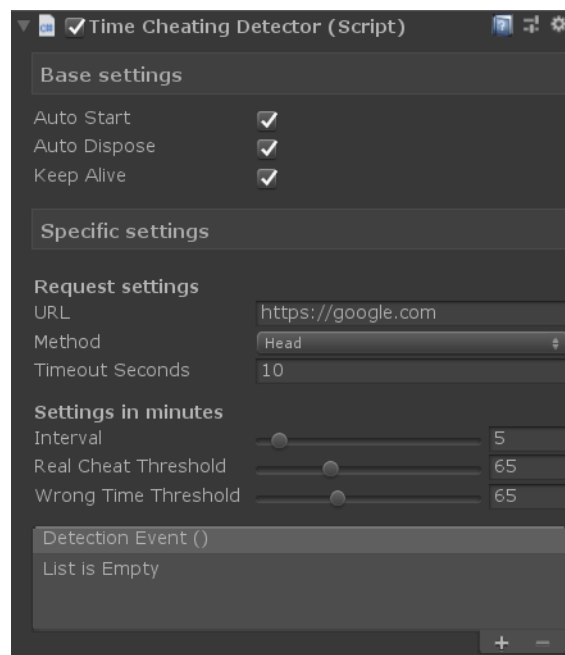 Time Cheating Detector (Script)
Base settings
Auto Start
Auto Dispose
Keep Alive
Specific settings
Request settings
URL https://google.com
Method Head
Timeout Seconds 10
Settings in minutes
Interval 5
Real Cheat Threshold 65
Wrong Time Threshold 65
Detection Event ()
List is Empty